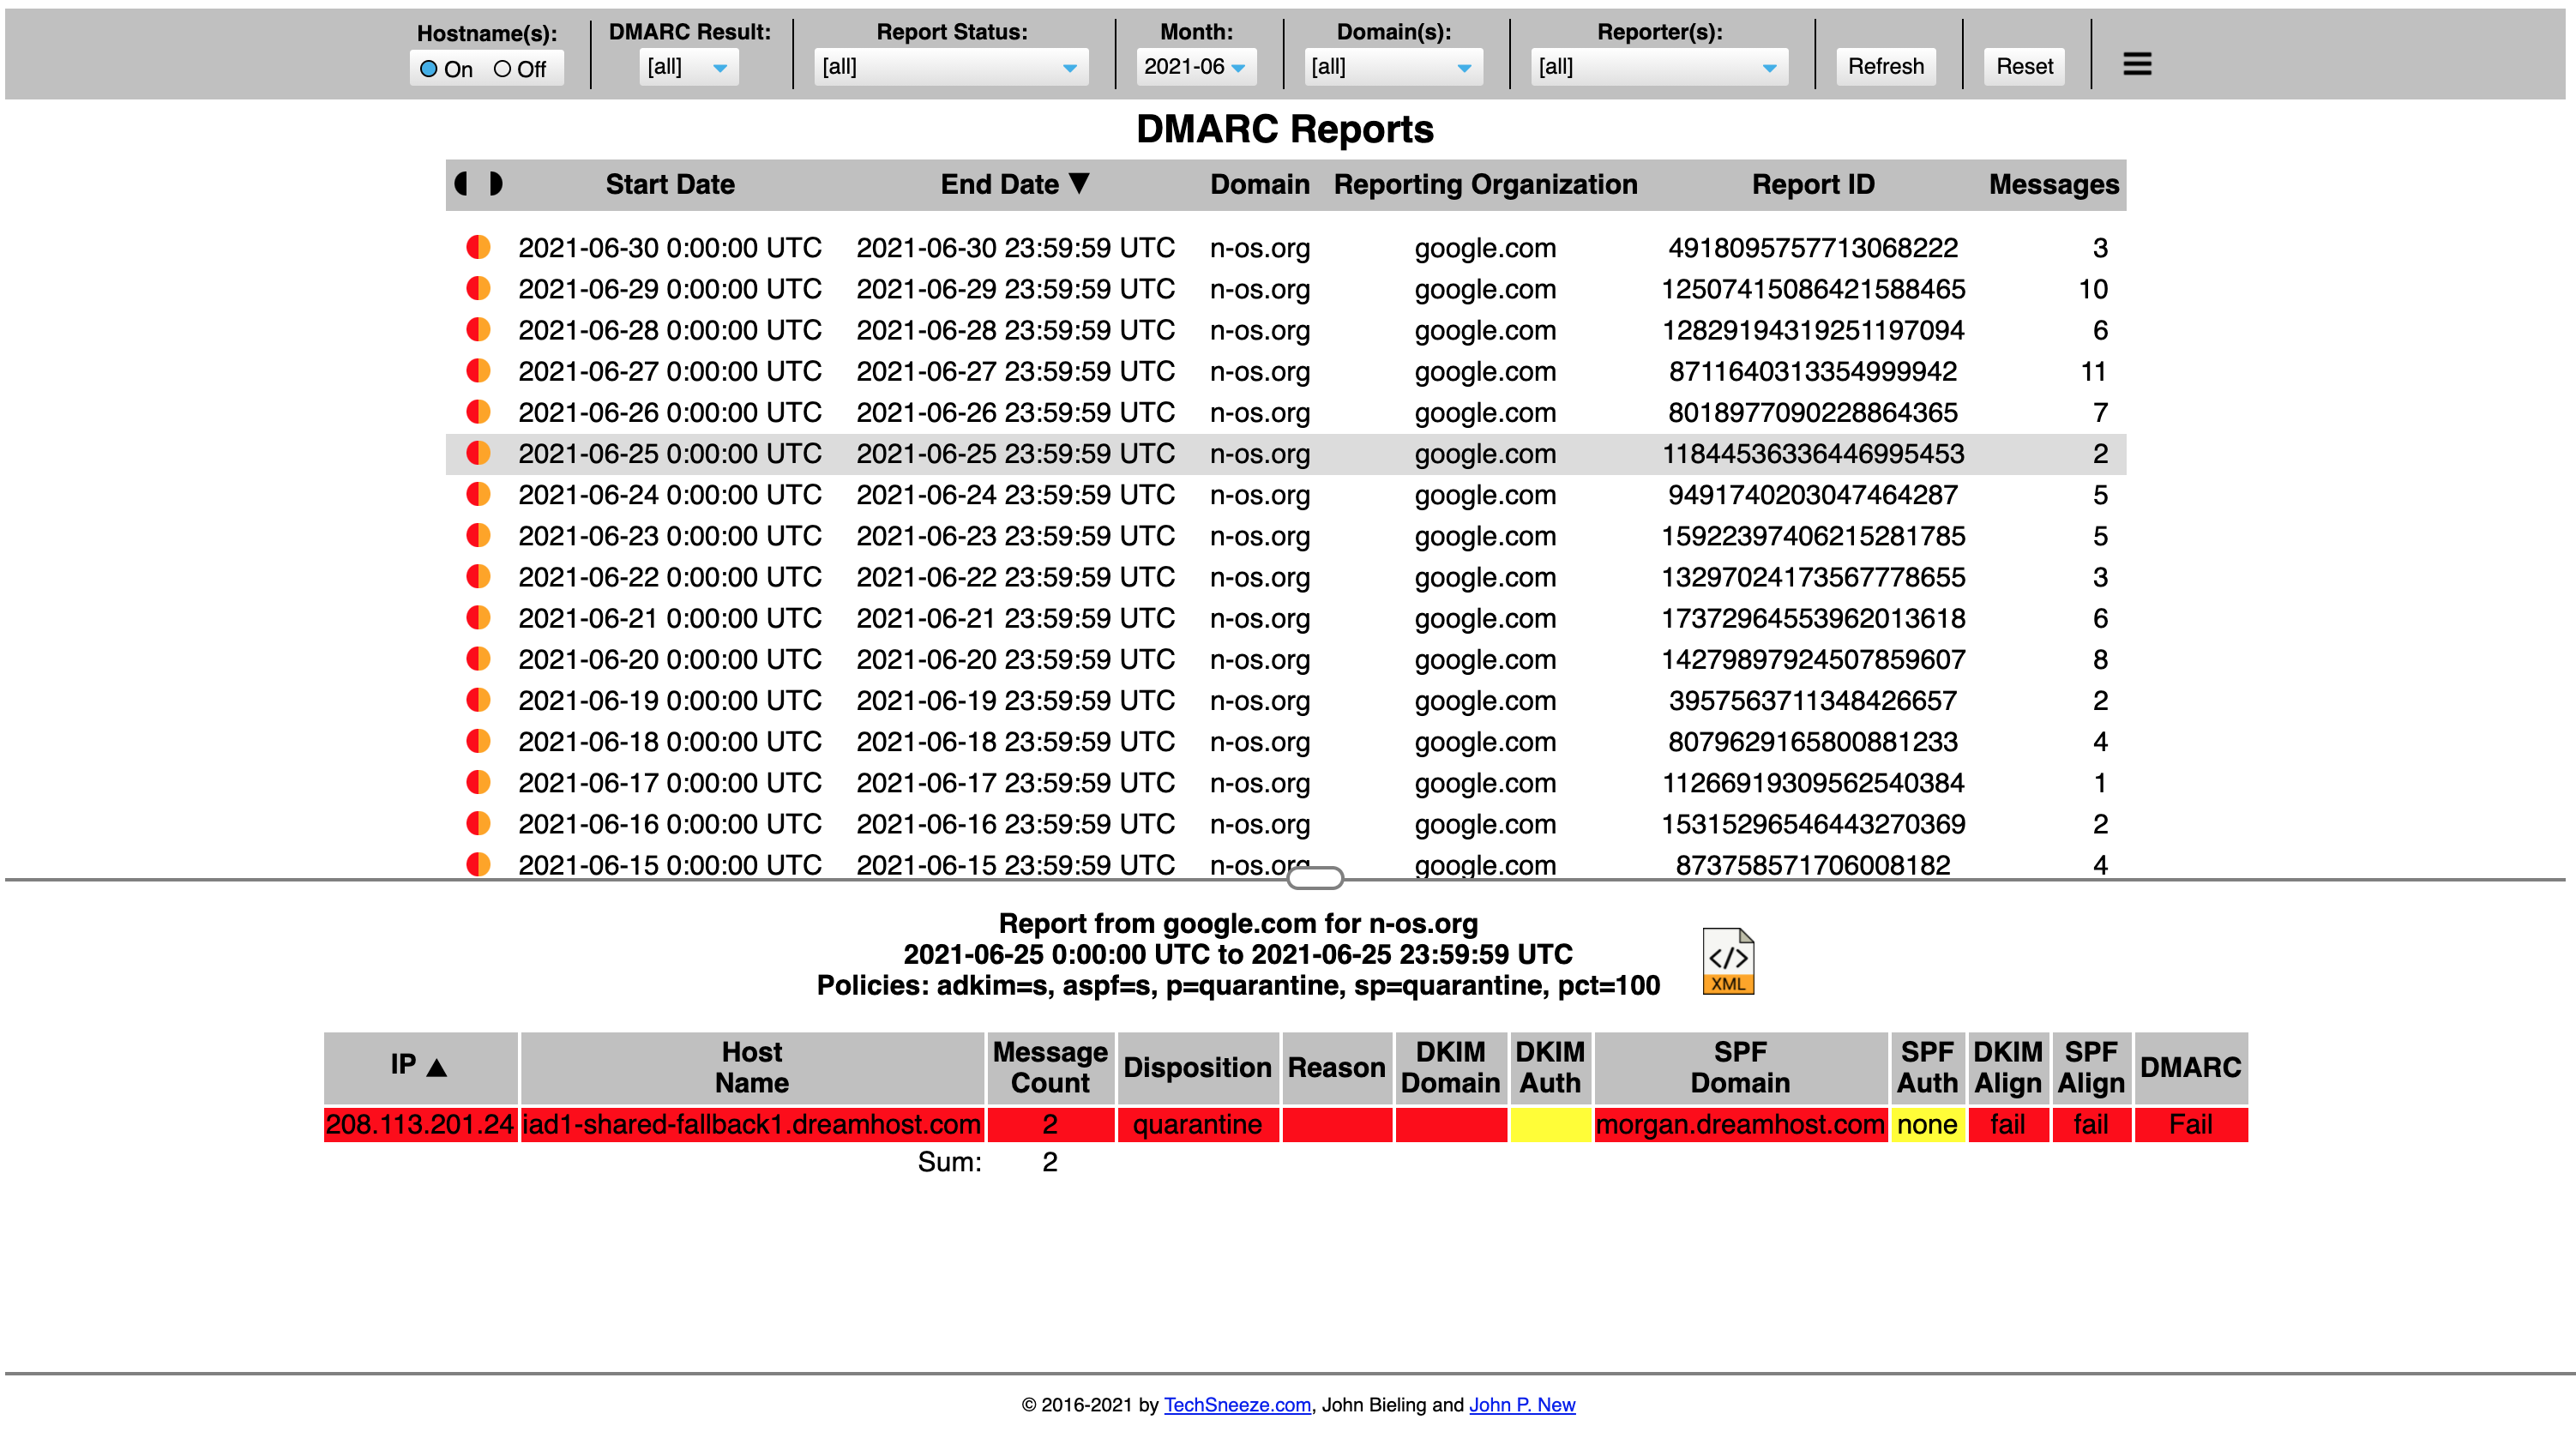 Hostname(s): DMARC Result: Report Status: Month: Domain(s): Reporter(s):
On Off [all] [all] 2021-06 [all] [all] Refresh Reset
DMARC Reports
Start Date End Date ▼ Domain Reporting Organization Report ID Messages
2021-06-30 0:00:00 UTC 2021-06-30 23:59:59 UTC n-os.org google.com 4918095757713068222 3
2021-06-29 0:00:00 UTC 2021-06-29 23:59:59 UTC n-os.org google.com 12507415086421588465 10
2021-06-28 0:00:00 UTC 2021-06-28 23:59:59 UTC n-os.org google.com 12829194319251197094 6
2021-06-27 0:00:00 UTC 2021-06-27 23:59:59 UTC n-os.org google.com 8711640313354999942 11
2021-06-26 0:00:00 UTC 2021-06-26 23:59:59 UTC n-os.org google.com 8018977090228864365 7
2021-06-25 0:00:00 UTC 2021-06-25 23:59:59 UTC n-os.org google.com 11844536336446995453 2
2021-06-24 0:00:00 UTC 2021-06-24 23:59:59 UTC n-os.org google.com 9491740203047464287 5
2021-06-23 0:00:00 UTC 2021-06-23 23:59:59 UTC n-os.org google.com 15922397406215281785 5
2021-06-22 0:00:00 UTC 2021-06-22 23:59:59 UTC n-os.org google.com 13297024173567778655 3
2021-06-21 0:00:00 UTC 2021-06-21 23:59:59 UTC n-os.org google.com 17372964553962013618 6
2021-06-20 0:00:00 UTC 2021-06-20 23:59:59 UTC n-os.org google.com 14279897924507859607 8
2021-06-19 0:00:00 UTC 2021-06-19 23:59:59 UTC n-os.org google.com 3957563711348426657 2
2021-06-18 0:00:00 UTC 2021-06-18 23:59:59 UTC n-os.org google.com 8079629165800881233 4
2021-06-17 0:00:00 UTC 2021-06-17 23:59:59 UTC n-os.org google.com 11266919309562540384 1
2021-06-16 0:00:00 UTC 2021-06-16 23:59:59 UTC n-os.org google.com 15315296546443270369 2
2021-06-15 0:00:00 UTC 2021-06-15 23:59:59 UTC n-os.org google.com 873758571706008182 4
Report from google.com for n-os.org
2021-06-25 0:00:00 UTC to 2021-06-25 23:59:59 UTC
Policies: adkim=s, aspf=s, p=quarantine, sp=quarantine, pct=100
</>
XML
IP ▲ Host Name Message Count Disposition Reason DKIM Domain DKIM Auth SPF Domain SPF Auth DKIM Align SPF Align DMARC
208.113.201.24 iad1-shared-fallback1.dreamhost.com 2 quarantine morgan.dreamhost.com none fail fail Fail
Sum: 2
© 2016-2021 by TechSneeze.com, John Bieling and John P. New